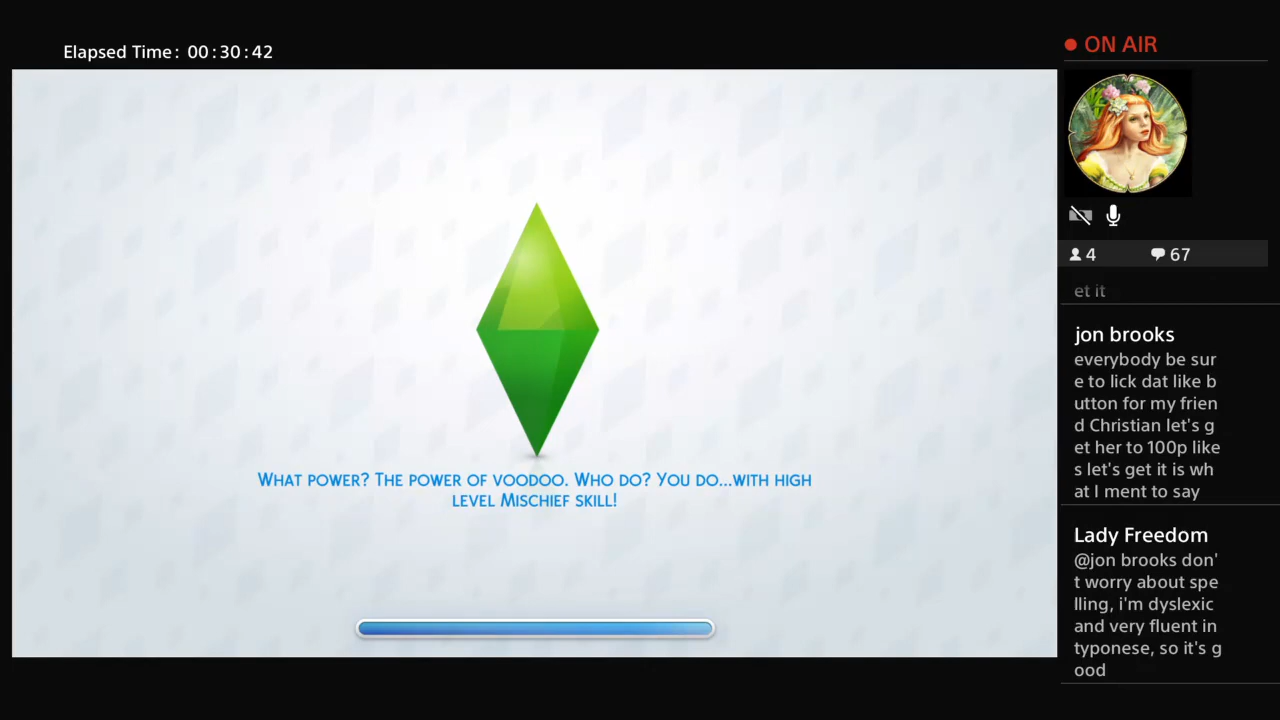 Elapsed Time: 00:30:42
ON AIR
4
67
et it
jon brooks
everybody be sur
e to lick dat like b
utton for my frien
d Christian let's g
et her to 100p like
s let's get it is wh
at I ment to say
Lady Freedom
@jon brooks don'
t worry about spe
lling, i'm dyslexic
and very fluent in
typonese, so it's g
ood
WHAT POWER? THE POWER OF VOODOO. WHO DO? YOU DO...WITH HIGH
LEVEL MISCHIEF SKILL!